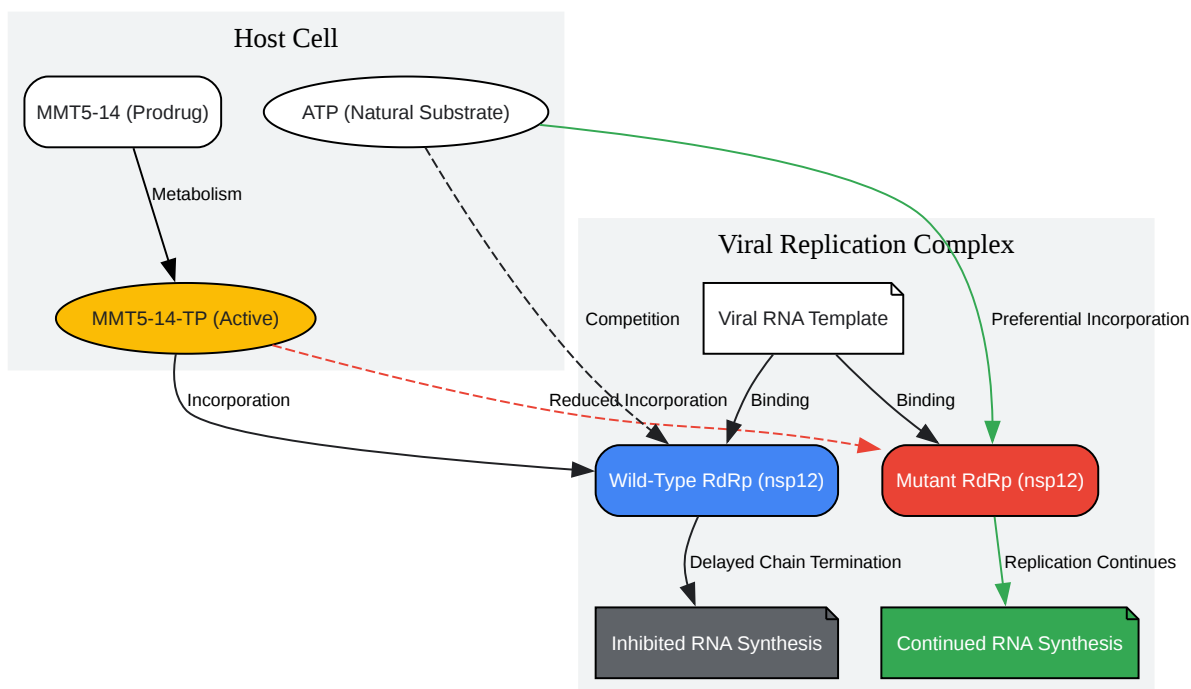 Host Cell
MMT5-14 (Prodrug)
ATP (Natural Substrate)
Metabolism
Viral Replication Complex
MMT5-14-TP (Active)
Competition
Viral RNA Template
Preferential Incorporation
Incorporation
Reduced Incorporation
Binding
Binding
Wild-Type RdRp (nsp12)
Mutant RdRp (nsp12)
Delayed Chain Termination
Replication Continues
Inhibited RNA Synthesis
Continued RNA Synthesis